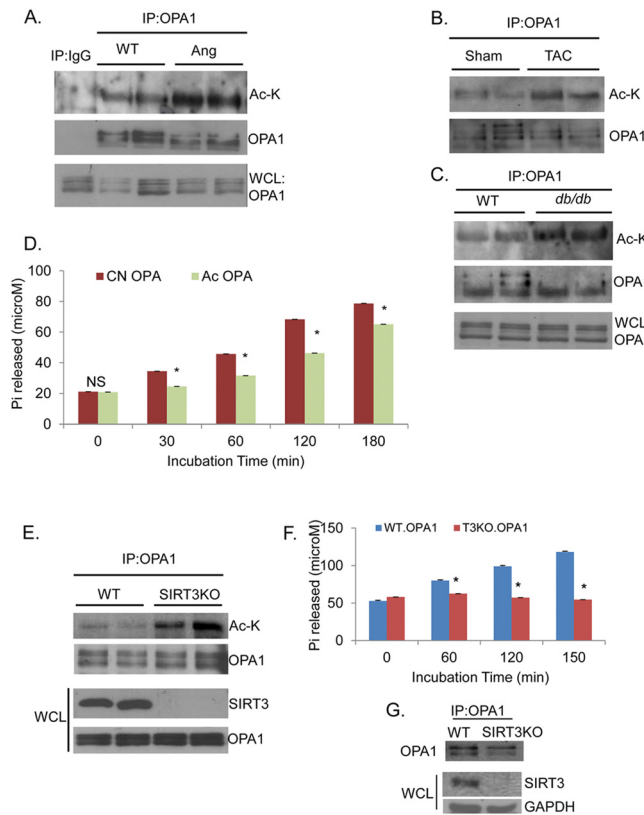 A.
IP:OPA1
IP:IgG
WT
Ang
Ac-K
OPA1
WCL:
OPA1
B.
IP:OPA1
Sham
TAC
Ac-K
OPA1
C.
IP:OPA1
WT
db/db
Ac-K
OPA
WCL
OPA
D.
CN OPA
Ac OPA
Pi released (microM)
100
80
60
40
20
0
NS
*
*
*
*
0
30
60
120
180
Incubation Time (min)
E.
IP:OPA1
WT
SIRT3KO
Ac-K
OPA1
WCL
SIRT3
OPA1
F.
WT.OPA1
T3KO.OPA1
Pi released (microM)
150
100
50
0
*
*
*
0
60
120
150
Incubation Time (min)
G.
IP:OPA1
WT
SIRT3KO
OPA1
WCL
SIRT3
GAPDH